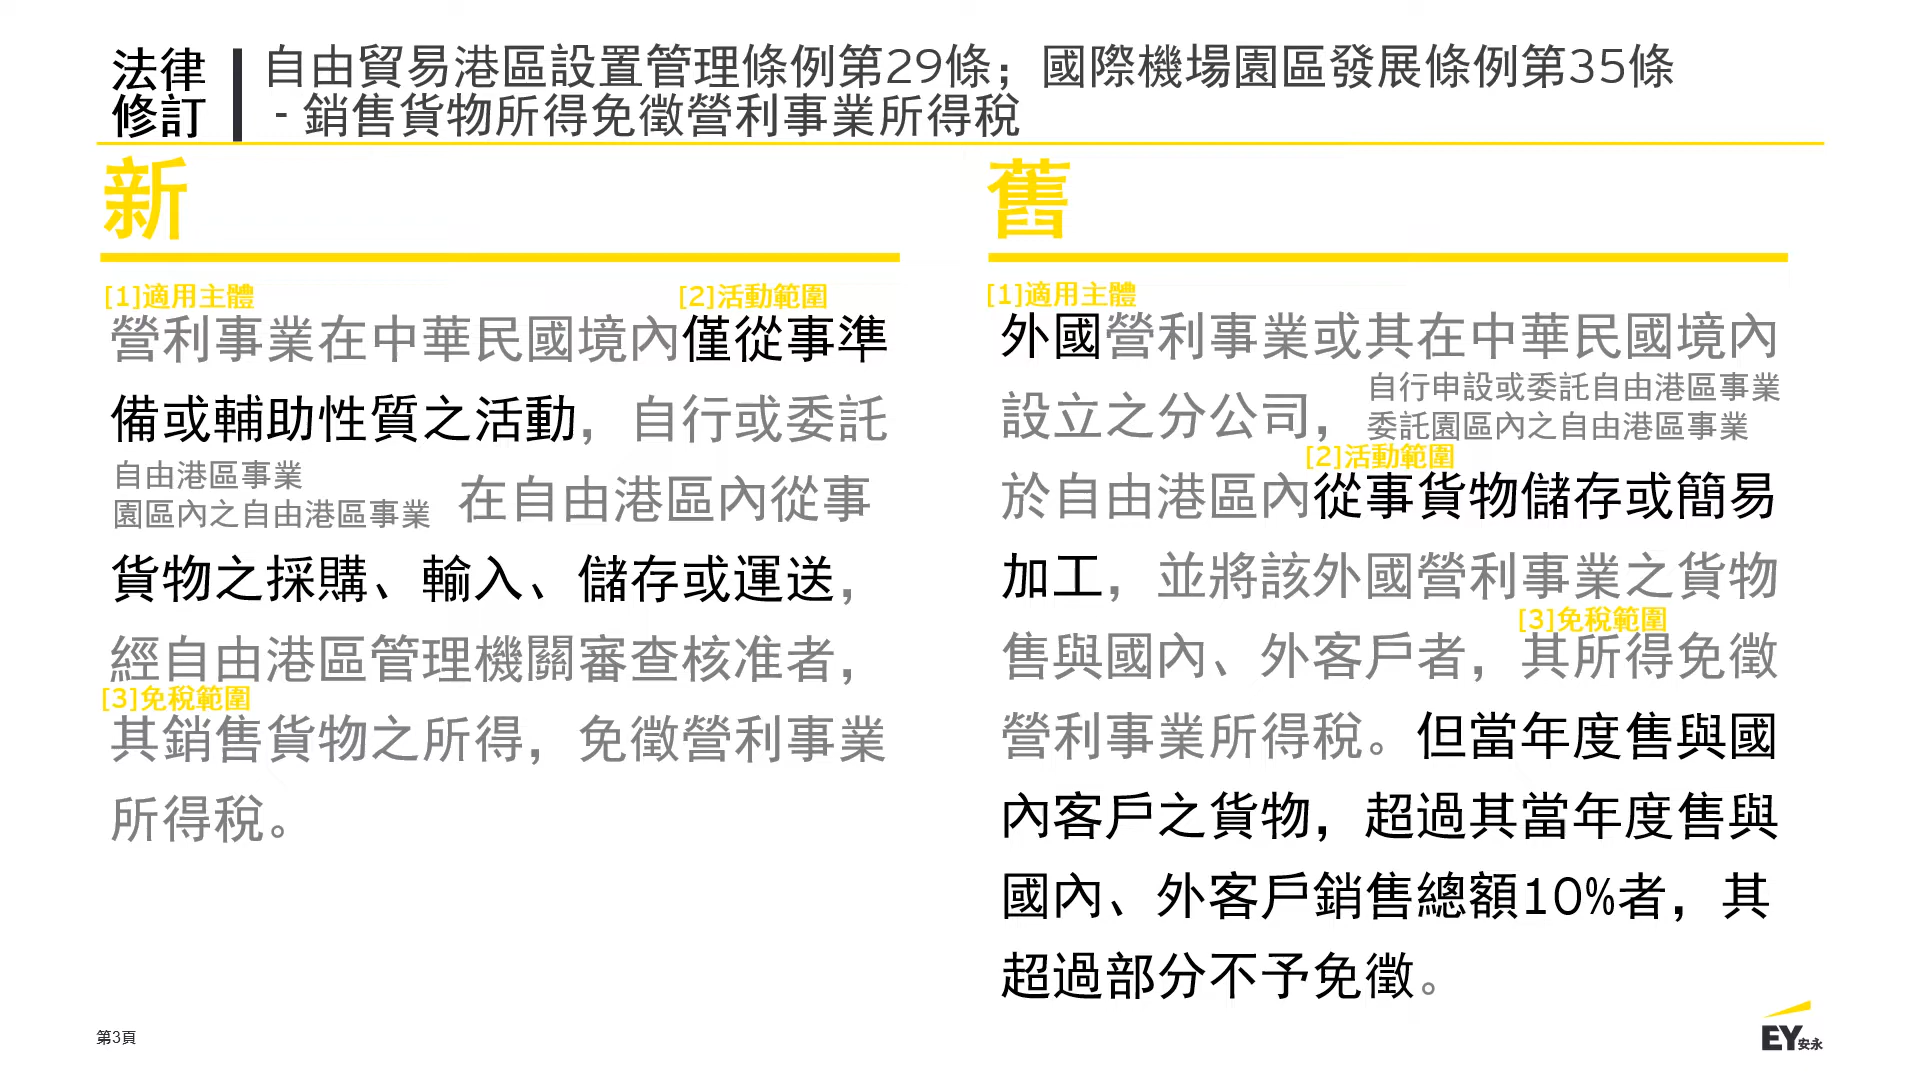 法律
修訂
自由貿易港區設置管理條例第29條；國際機場園區發展條例第35條
- 銷售貨物所得免徵營利事業所得稅
新
[1]適用主體
[2]活動範圍
營利事業在中華民國境內僅從事準
備或輔助性質之活動，自行或委託
自由港區事業
園區內之自由港區事業
在自由港區內從事
貨物之採購、輸入、儲存或運送，
經自由港區管理機關審查核准者，
[3]免稅範圍
其銷售貨物之所得，免徵營利事業
所得稅。
舊
[1]適用主體
外國營利事業或其在中華民國境內
設立之分公司，
自行申設或委託自由港區事業
委託園區內之自由港區事業
[2]活動範圍
於自由港區內從事貨物儲存或簡易
加工，並將該外國營利事業之貨物
[3]免稅範圍
售與國內、外客戶者，其所得免徵
營利事業所得稅。但當年度售與國
內客戶之貨物，超過其當年度售與
國內、外客戶銷售總額10%者，其
超過部分不予免徵。
第3頁
EY安永